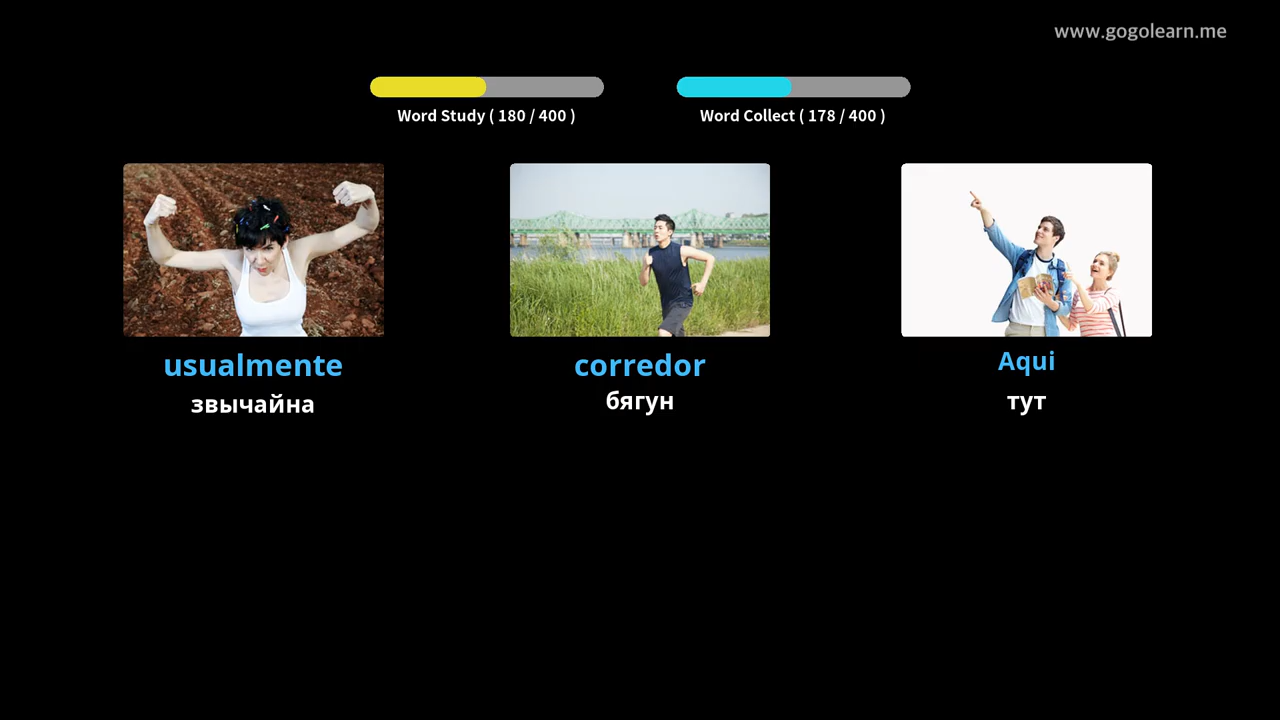 www.gogolearn.me
Word Study ( 180 / 400 )
Word Collect ( 178 / 400 )
usualmente
corredor
Aqui
звычайна
бягун
тут